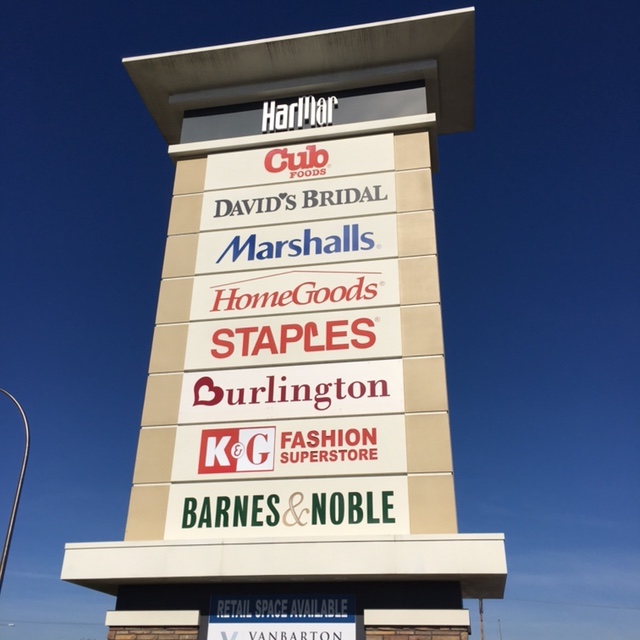 HarMar
Cub
FOODS
DAVID'S BRIDAL
Marshalls
HomeGoods
STAPLES
Burlington
K&G FASHION
SUPERSTORE
BARNES & NOBLE
RETAIL SPACE AVAILABLE
VANBARTON